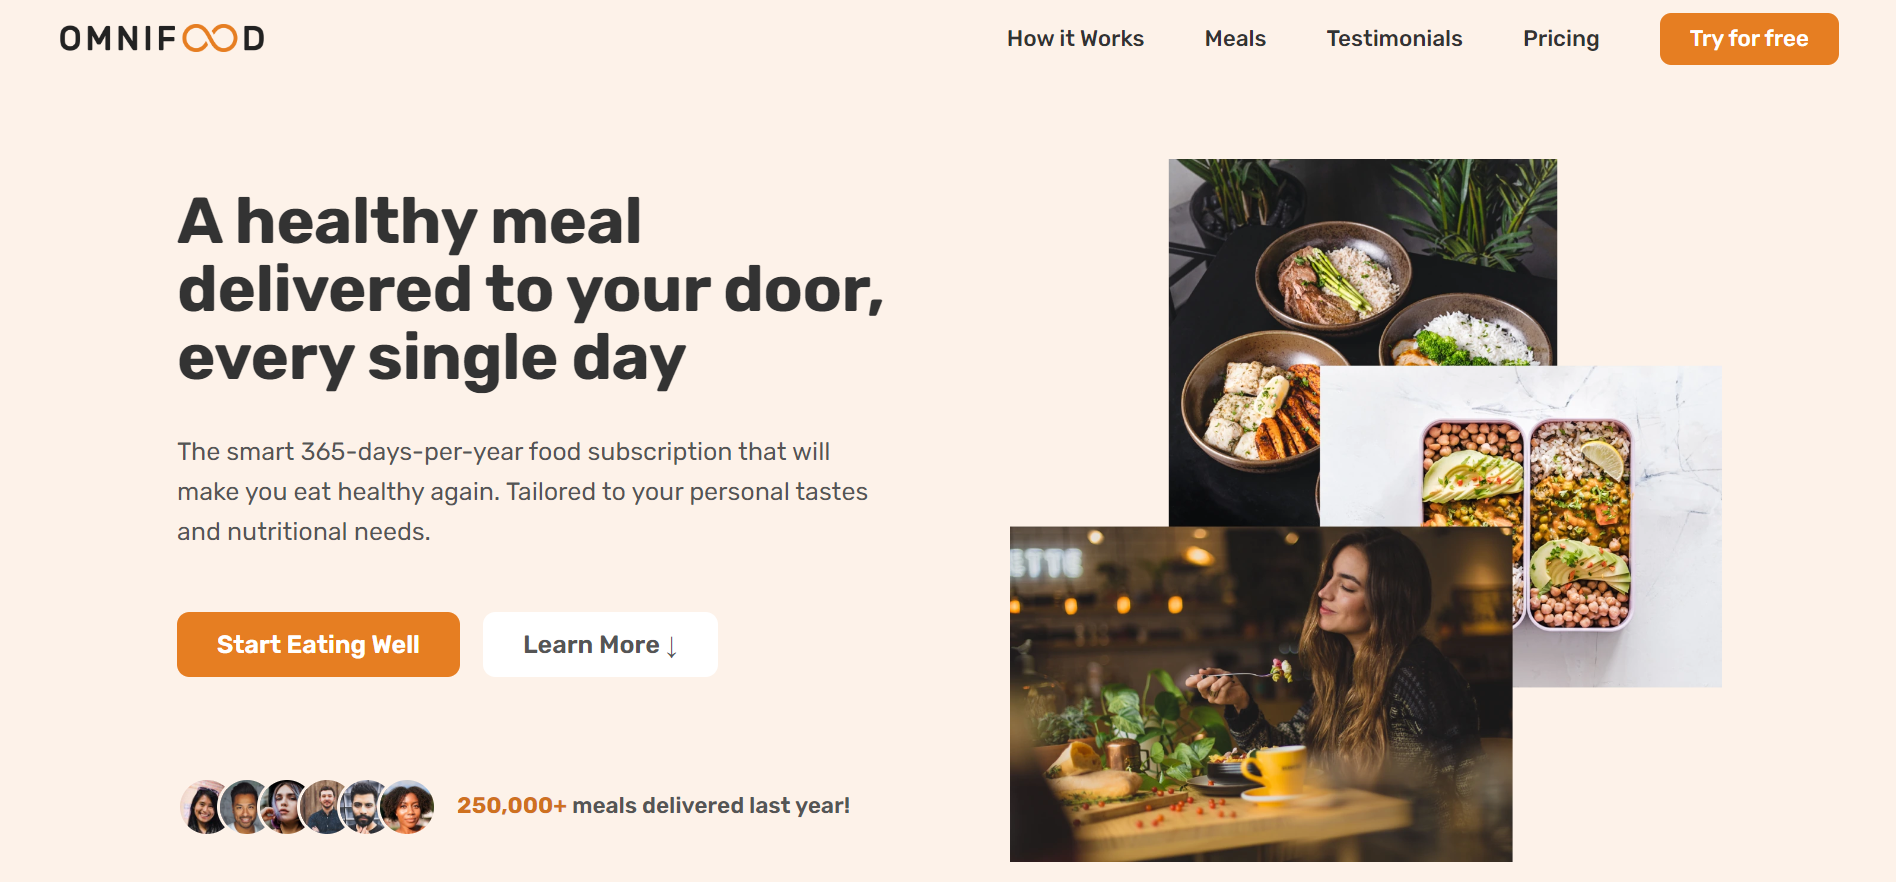 OMNIFOOD
How it Works
Meals
Testimonials
Pricing
Try for free
A healthy meal
delivered to your door,
every single day
The smart 365-days-per-year food subscription that will
make you eat healthy again. Tailored to your personal tastes
and nutritional needs.
Start Eating Well
Learn More ↓
250,000+ meals delivered last year!
ETTE